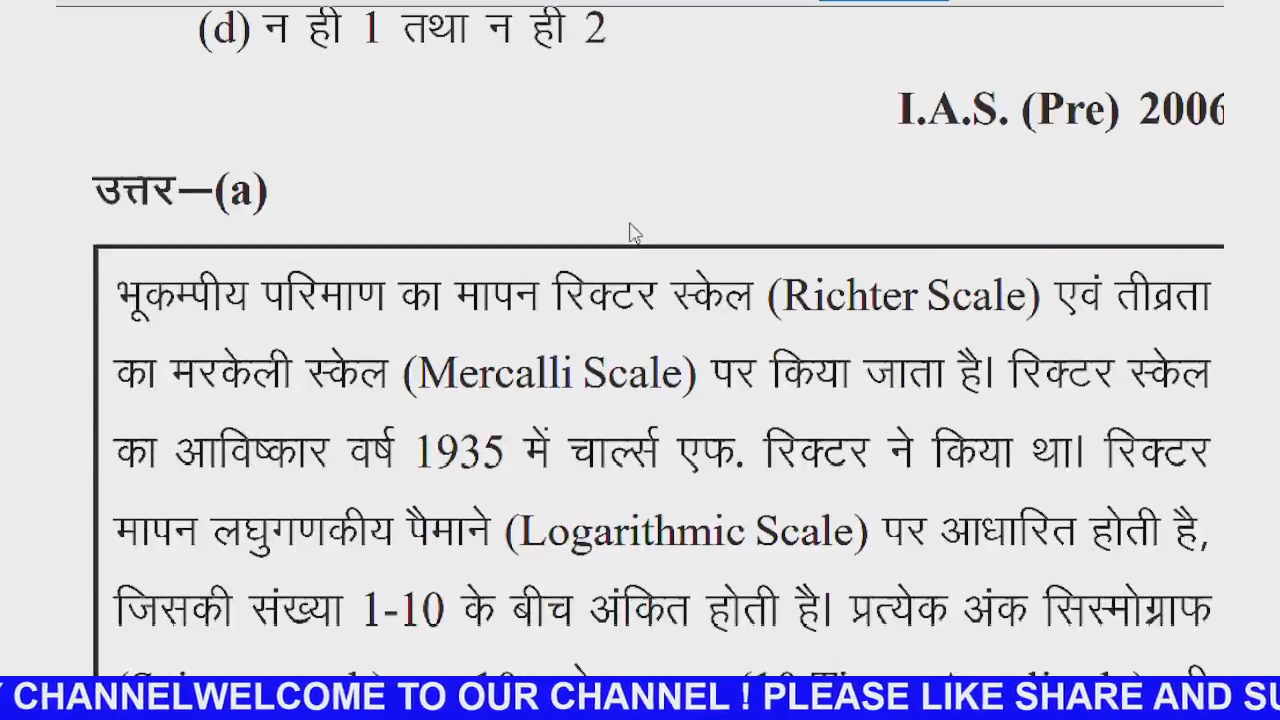 (d) न ही 1 तथा न ही 2
I.A.S. (Pre) 2006
उत्तर—(a)
भूकम्पीय परिमाण का मापन रिक्टर स्केल (Richter Scale) एवं तीव्रता
का मरकेली स्केल (Mercalli Scale) पर किया जाता है। रिक्टर स्केल
का आविष्कार वर्ष 1935 में चार्ल्स एफ. रिक्टर ने किया था। रिक्टर
मापन लघुगणकीय पैमाने (Logarithmic Scale) पर आधारित होती है,
जिसकी संख्या 1-10 के बीच अंकित होती है। प्रत्येक अंक सिस्मोग्राफ
Y CHANNELWELCOME TO OUR CHANNEL ! PLEASE LIKE SHARE AND SU